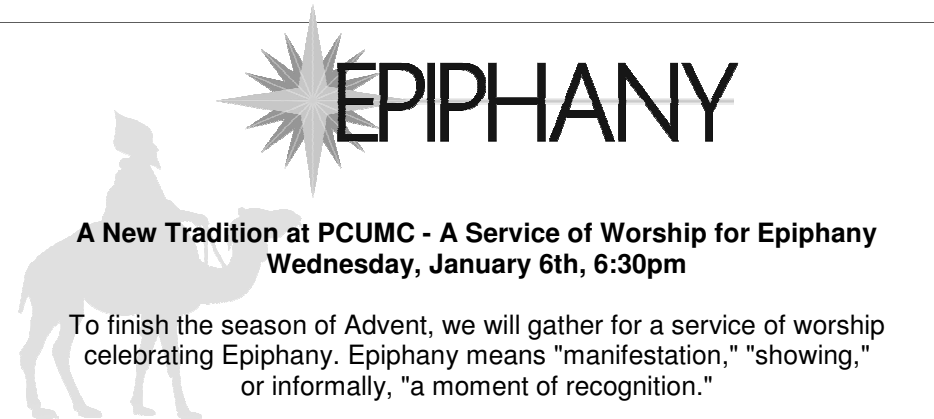 EPIPHANY
A New Tradition at PCUMC - A Service of Worship for Epiphany
Wednesday, January 6th, 6:30pm
To finish the season of Advent, we will gather for a service of worship
celebrating Epiphany. Epiphany means "manifestation," "showing,"
or informally, "a moment of recognition."